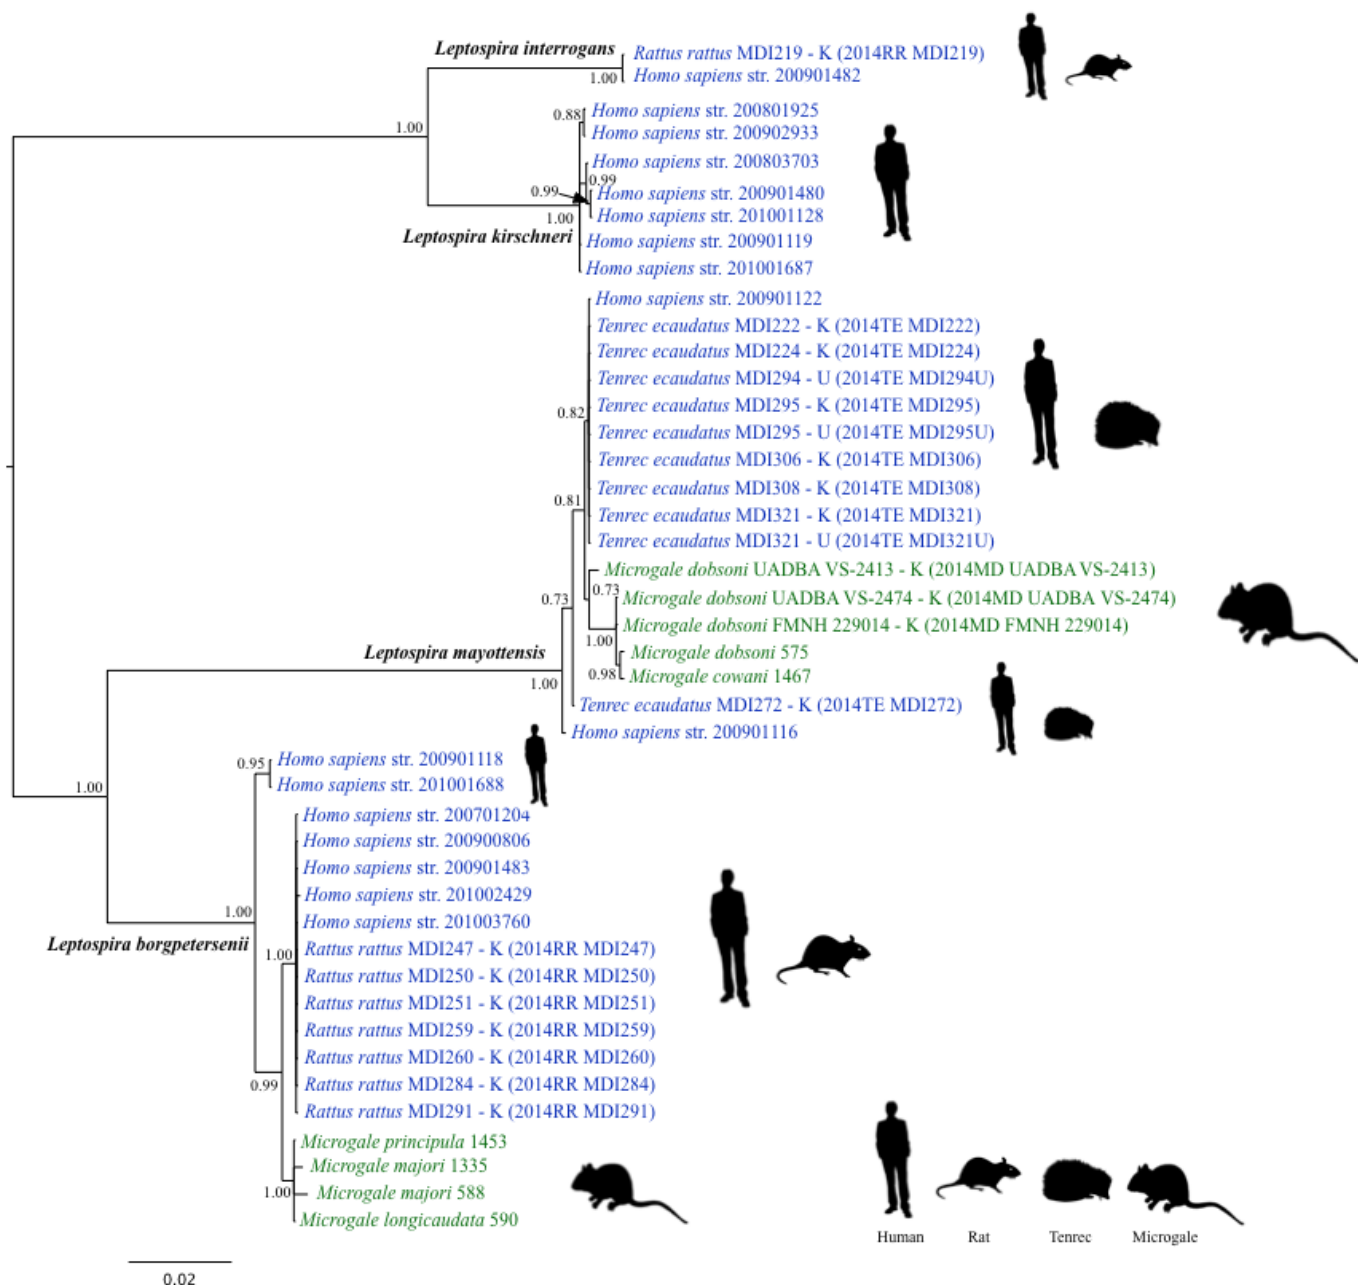 Leptospira interrogans
Rattus rattus MDI219 - K (2014RR MDI219)
1.00
Homo sapiens str. 200901482
0.88
Homo sapiens str. 200801925
Homo sapiens str. 200902933
1.00
Homo sapiens str. 200803703
0.99
0.99
Homo sapiens str. 200901480
1.00
Homo sapiens str. 201001128
Leptospira kirschneri
Homo sapiens str. 200901119
Homo sapiens str. 201001687
Homo sapiens str. 200901122
Tenrec ecaudatus MDI222 - K (2014TE MDI222)
Tenrec ecaudatus MDI224 - K (2014TE MDI224)
Tenrec ecaudatus MDI294 - U (2014TE MDI294U)
0.82
Tenrec ecaudatus MDI295 - K (2014TE MDI295)
Tenrec ecaudatus MDI295 - U (2014TE MDI295U)
Tenrec ecaudatus MDI306 - K (2014TE MDI306)
0.81
Tenrec ecaudatus MDI308 - K (2014TE MDI308)
Tenrec ecaudatus MDI321 - K (2014TE MDI321)
Tenrec ecaudatus MDI321 - U (2014TE MDI321U)
Microgale dobsoni UADBA VS-2413 - K (2014MD UADBA VS-2413)
0.73
0.73
Microgale dobsoni UADBA VS-2474 - K (2014MD UADBA VS-2474)
Microgale dobsoni FMNH 229014 - K (2014MD FMNH 229014)
1.00
Leptospira mayottensis
Microgale dobsoni 575
1.00
0.98
Microgale cowani 1467
Tenrec ecaudatus MDI272 - K (2014TE MDI272)
Homo sapiens str. 200901116
0.95
Homo sapiens str. 200901118
1.00
Homo sapiens str. 201001688
Homo sapiens str. 200701204
Homo sapiens str. 200900806
Homo sapiens str. 200901483
Homo sapiens str. 201002429
1.00
Homo sapiens str. 201003760
Leptospira borgpetersenii
1.00
Rattus rattus MDI247 - K (2014RR MDI247)
Rattus rattus MDI250 - K (2014RR MDI250)
Rattus rattus MDI251 - K (2014RR MDI251)
Rattus rattus MDI259 - K (2014RR MDI259)
Rattus rattus MDI260 - K (2014RR MDI260)
0.99
Rattus rattus MDI284 - K (2014RR MDI284)
Rattus rattus MDI291 - K (2014RR MDI291)
Microgale principula 1453
Microgale majori 1335
1.00
Microgale majori 588
Microgale longicaudata 590
Human Rat Tenrec Microgale
0.02